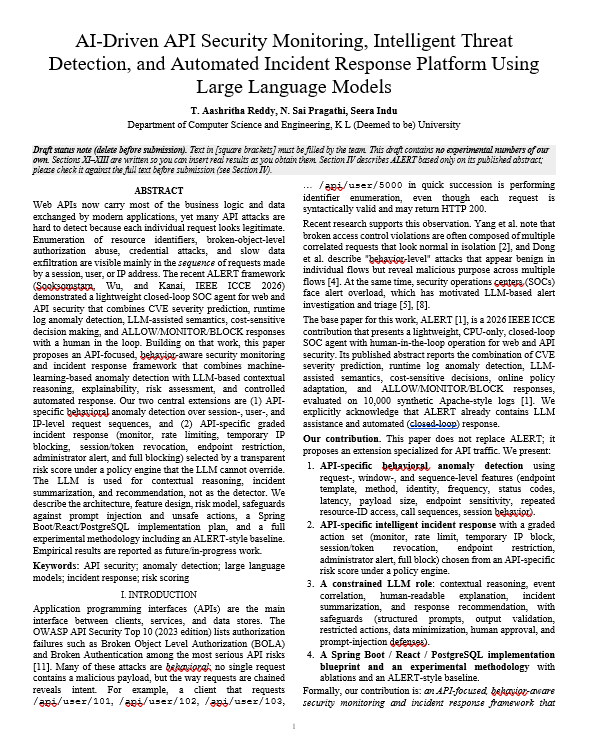 AI-Driven API Security Monitoring, Intelligent Threat
Detection, and Automated Incident Response Platform Using
Large Language Models
T. Aashritha Reddy, N. Sai Pragathi, Seera Indu
Department of Computer Science and Engineering, K L (Deemed to be) University
Draft status note (delete before submission). Text in [square brackets] must be filled by the team. This draft contains no experimental numbers of our
own. Sections XI–XIII are written so you can insert real results as you obtain them. Section IV describes ALERT based only on its published abstract;
please check it against the full text before submission (see Section IV).
ABSTRACT
Web APIs now carry most of the business logic and data
exchanged by modern applications, yet many API attacks are
hard to detect because each individual request looks legitimate.
Enumeration of resource identifiers, broken-object-level
authorization abuse, credential attacks, and slow data
exfiltration are visible mainly in the sequence of requests made
by a session, user, or IP address. The recent ALERT framework
(Sooksomstarn, Wu, and Kanai, IEEE ICCE 2026)
demonstrated a lightweight closed-loop SOC agent for web and
API security that combines CVE severity prediction, runtime
log anomaly detection, LLM-assisted semantics, cost-sensitive
decision making, and ALLOW/MONITOR/BLOCK responses
with a human in the loop. Building on that work, this paper
proposes an API-focused, behavior-aware security monitoring
and incident response framework that combines machine-
learning-based anomaly detection with LLM-based contextual
reasoning, explainability, risk assessment, and controlled
automated response. Our two central extensions are (1) API-
specific behavioral anomaly detection over session-, user-, and
IP-level request sequences, and (2) API-specific graded
incident response (monitor, rate limiting, temporary IP
blocking, session/token revocation, endpoint restriction,
administrator alert, and full block) selected by a transparent
risk score under a policy engine that the LLM cannot override.
The LLM is used for contextual reasoning, incident
summarization, and recommendation, not as the detector. We
describe the architecture, feature design, risk model, safeguards
against prompt injection and unsafe actions, a Spring
Boot/React/PostgreSQL implementation plan, and a full
experimental methodology including an ALERT-style baseline.
Empirical results are reported as future/in-progress work.
Keywords: API security; anomaly detection; large language
models; incident response; risk scoring
I. INTRODUCTION
Application programming interfaces (APIs) are the main
interface between clients, services, and data stores. The
OWASP API Security Top 10 (2023 edition) lists authorization
failures such as Broken Object Level Authorization (BOLA)
and Broken Authentication among the most serious API risks
[11]. Many of these attacks are behavioral: no single request
contains a malicious payload, but the way requests are chained
reveals intent. For example, a client that requests
/api/user/101, /api/user/102, /api/user/103,
… /api/user/5000 in quick succession is performing
identifier enumeration, even though each request is
syntactically valid and may return HTTP 200.
Recent research supports this observation. Yang et al. note that
broken access control violations are often composed of multiple
correlated requests that look normal in isolation [2], and Dong
et al. describe "behavior-level" attacks that appear benign in
individual flows but reveal malicious purpose across multiple
flows [4]. At the same time, security operations centers (SOCs)
face alert overload, which has motivated LLM-based alert
investigation and triage [5], [8].
The base paper for this work, ALERT [1], is a 2026 IEEE ICCE
contribution that presents a lightweight, CPU-only, closed-loop
SOC agent with human-in-the-loop operation for web and API
security. Its published abstract reports the combination of CVE
severity prediction, runtime log anomaly detection, LLM-
assisted semantics, cost-sensitive decisions, online policy
adaptation, and ALLOW/MONITOR/BLOCK responses,
evaluated on 10,000 synthetic Apache-style logs [1]. We
explicitly acknowledge that ALERT already contains LLM
assistance and automated (closed-loop) response.
Our contribution. This paper does not replace ALERT; it
proposes an extension specialized for API traffic. We present:
1. API-specific behavioral anomaly detection using
request-, window-, and sequence-level features (endpoint
template, method, identity, frequency, status codes,
latency, payload size, endpoint sensitivity, repeated
resource-ID access, call sequences, session behavior).
2. API-specific intelligent incident response with a graded
action set (monitor, rate limit, temporary IP block,
session/token revocation, endpoint restriction,
administrator alert, full block) chosen from an API-specific
risk score under a policy engine.
3. A constrained LLM role: contextual reasoning, event
correlation, human-readable explanation, incident
summarization, and response recommendation, with
safeguards (structured prompts, output validation,
restricted actions, data minimization, human approval, and
prompt-injection defenses).
4. A Spring Boot / React / PostgreSQL implementation
blueprint and an experimental methodology with
ablations and an ALERT-style baseline.
Formally, our contribution is: an API-focused, behavior-aware
security monitoring and incident response framework that
1